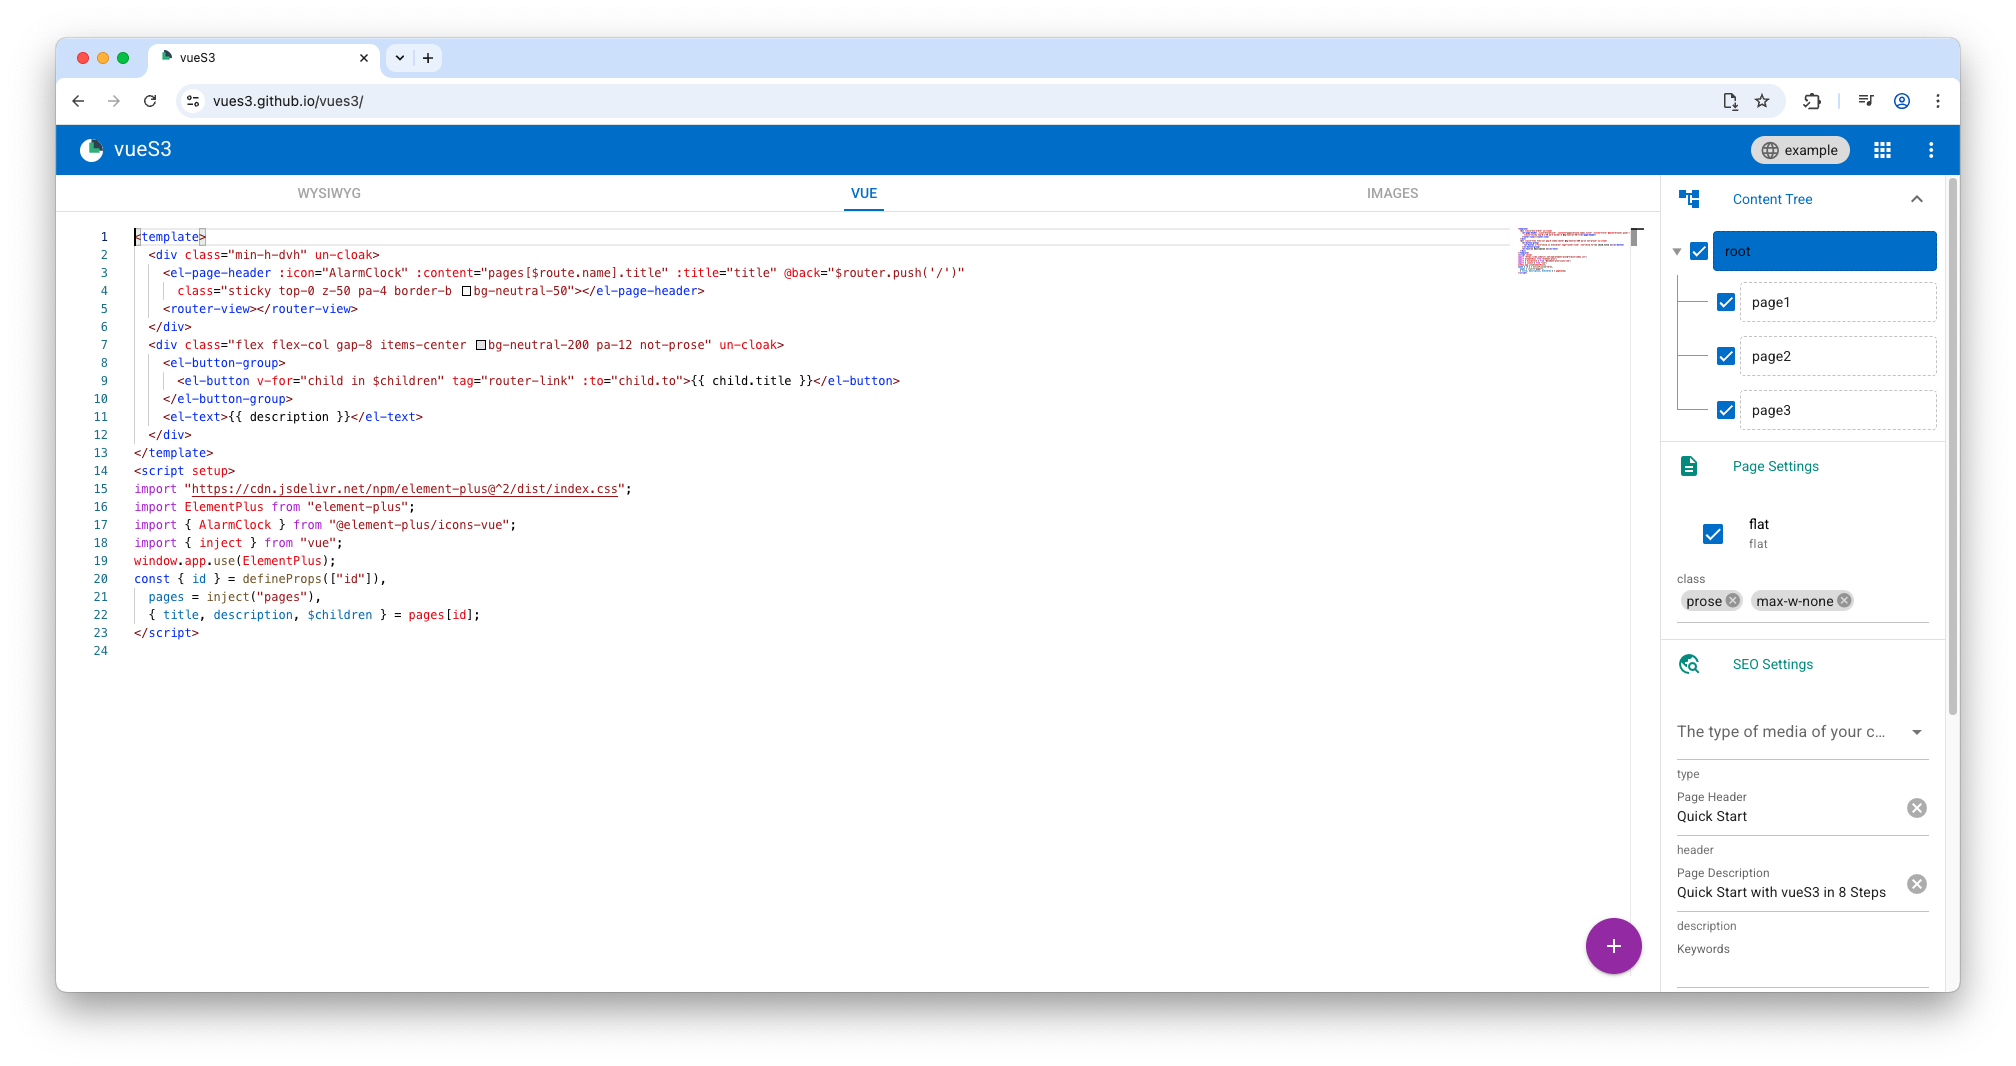 vueS3
vues3.github.io/vues3/
vueS3
example
WYSIWYG
VUE
IMAGES
1 <template>
2 <div class="min-h-dvh" un-cloak>
3 <el-page-header :icon="AlarmClock" :content="pages[$route.name].title" :title="title" @back="$router.push('/')"
4 class="sticky top-0 z-50 pa-4 border-b bg-neutral-50"></el-page-header>
5 <router-view></router-view>
6 </div>
7 <div class="flex flex-col gap-8 items-center bg-neutral-200 pa-12 not-prose" un-cloak>
8 <el-button-group>
9 <el-button v-for="child in $children" tag="router-link" :to="child.to">{{ child.title }}</el-button>
10 </el-button-group>
11 <el-text>{{ description }}</el-text>
12 </div>
13 </template>
14 <script setup>
15 import "https://cdn.jsdelivr.net/npm/element-plus@^2/dist/index.css";
16 import ElementPlus from "element-plus";
17 import { AlarmClock } from "@element-plus/icons-vue";
18 import { inject } from "vue";
19 window.app.use(ElementPlus);
20 const { id } = defineProps(["id"]),
21 pages = inject("pages"),
22 { title, description, $children } = pages[id];
23 </script>
24
Content Tree
root
page1
page2
page3
Page Settings
flat
flat
class
prose
max-w-none
SEO Settings
The type of media of your c...
type
Page Header
Quick Start
header
Page Description
Quick Start with vueS3 in 8 Steps
description
Keywords